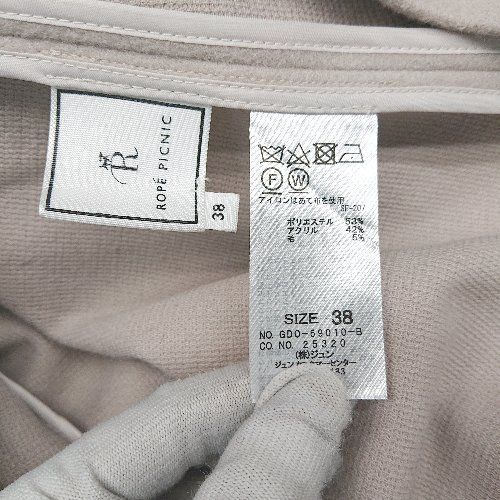 R
ROPÉ PICNIC
38
F W
アイロンはあて布を使用
RF-207
ポリエステル 53%
アクリル 42%
毛 5%
SIZE 38
NO. GDO-59010-B
CO. NO. 25320
(株)ジュン